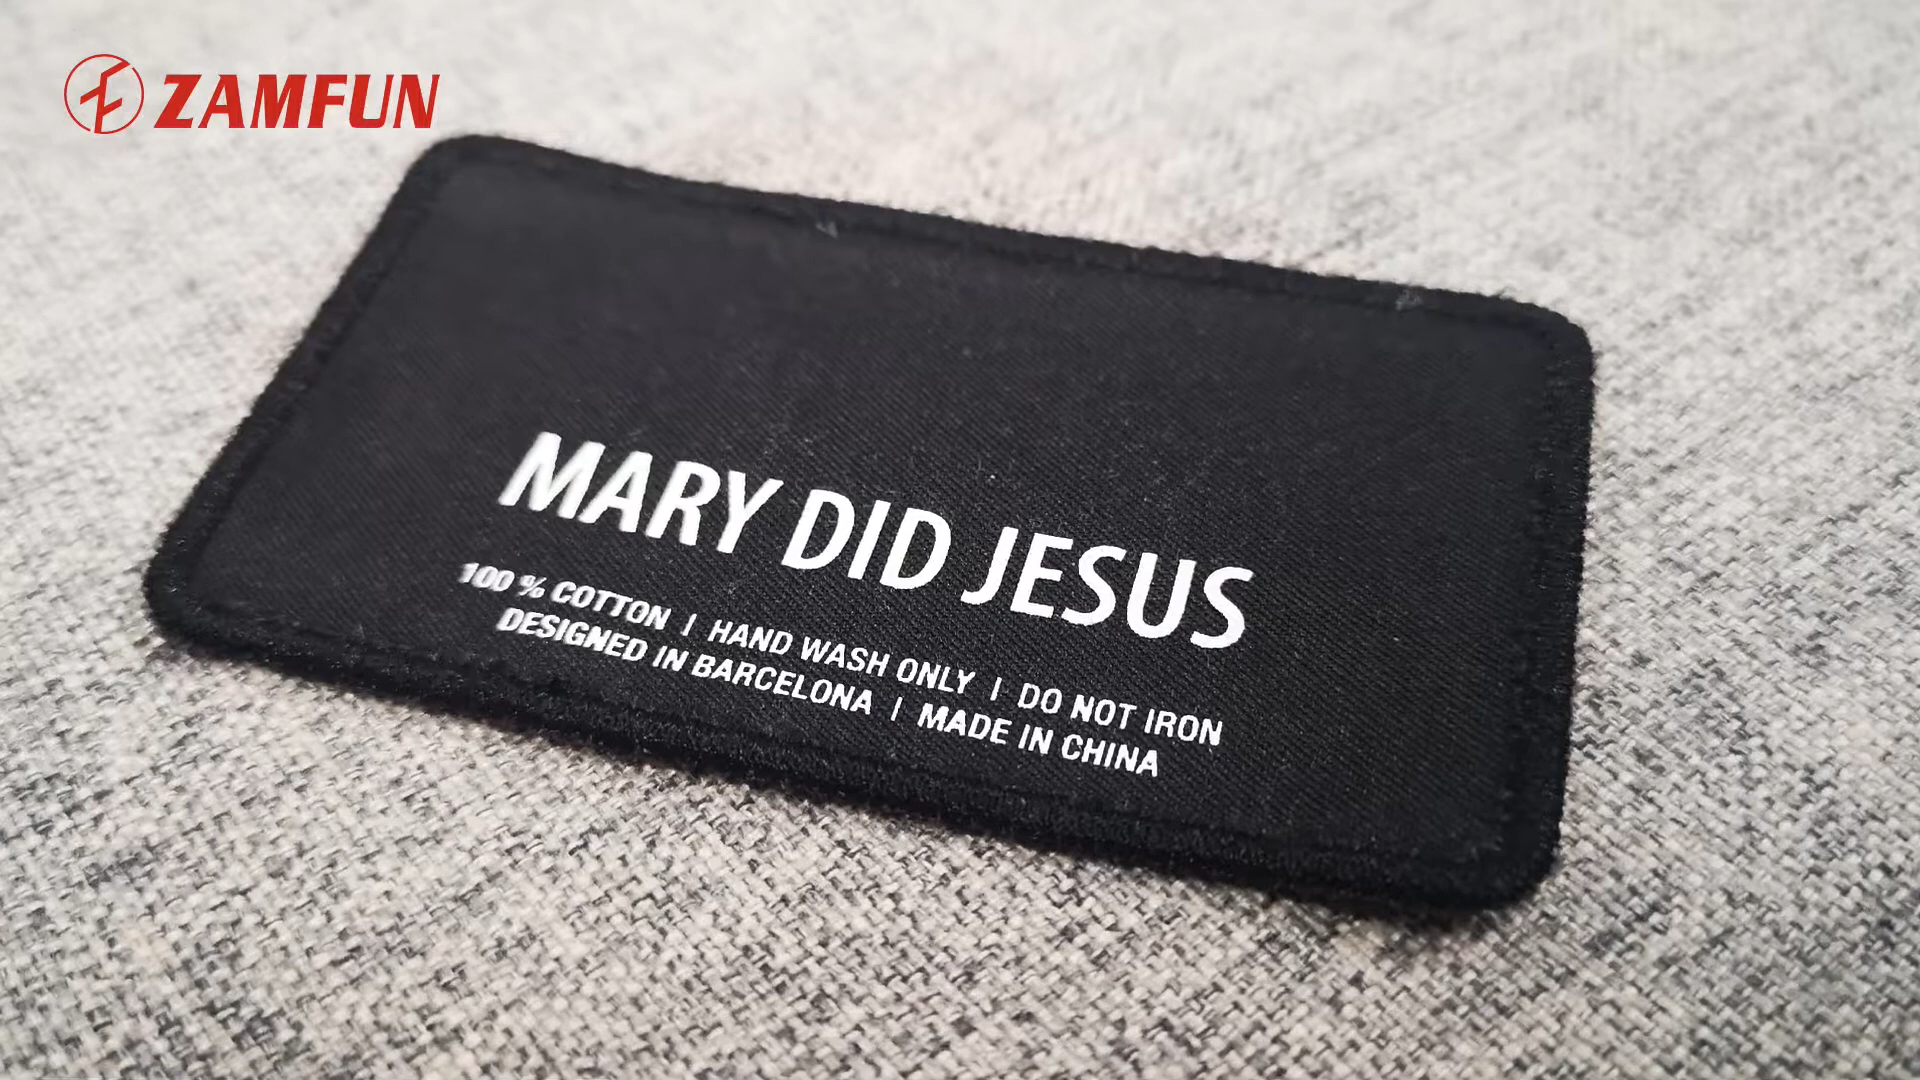 ZAMFUN
MARY DID JESUS
100 % COTTON | HAND WASH ONLY | DO NOT IRON
DESIGNED IN BARCELONA | MADE IN CHINA